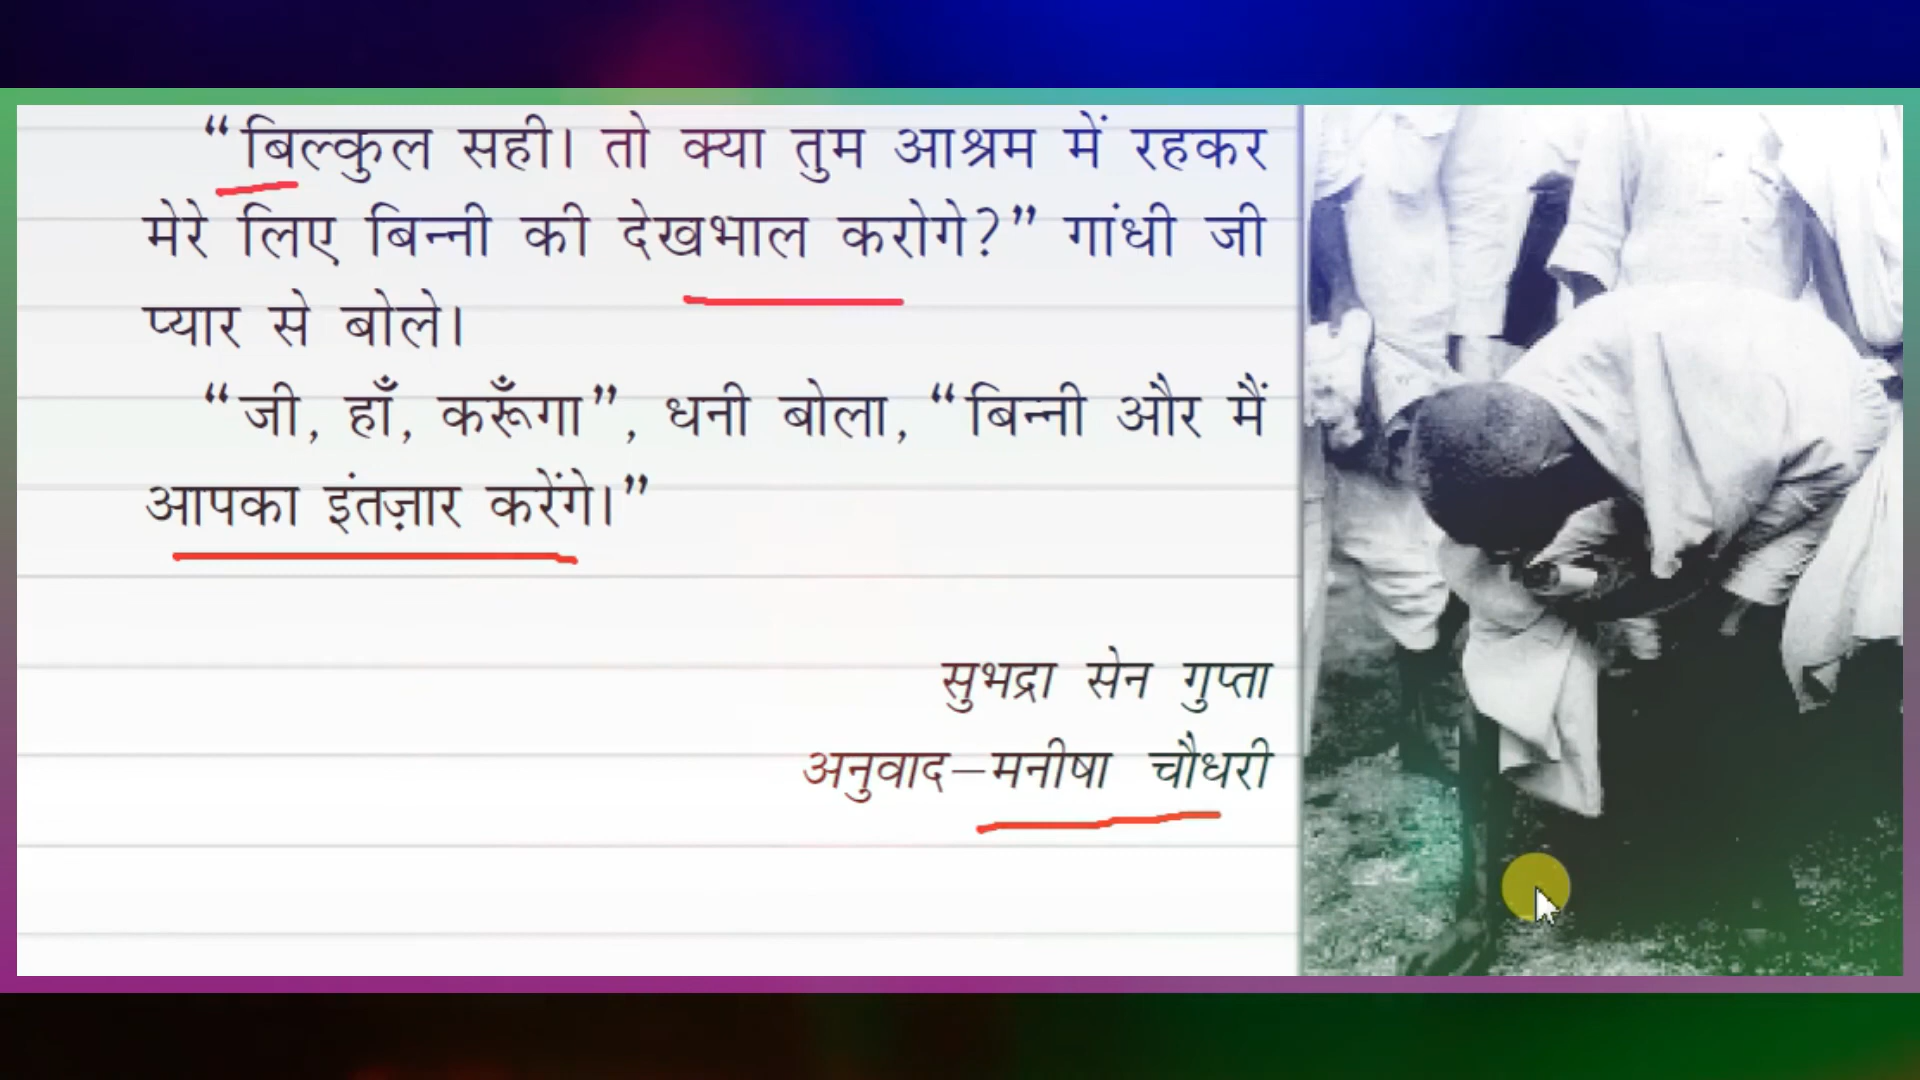 “बिल्कुल सही। तो क्या तुम आश्रम में रहकर
मेरे लिए बिन्नी की देखभाल करोगे?” गांधी जी
प्यार से बोले।
“जी, हाँ, करूँगा”, धनी बोला, “बिन्नी और मैं
आपका इंतज़ार करेंगे।”
सुभद्रा सेन गुप्ता
अनुवाद–मनीषा चौधरी